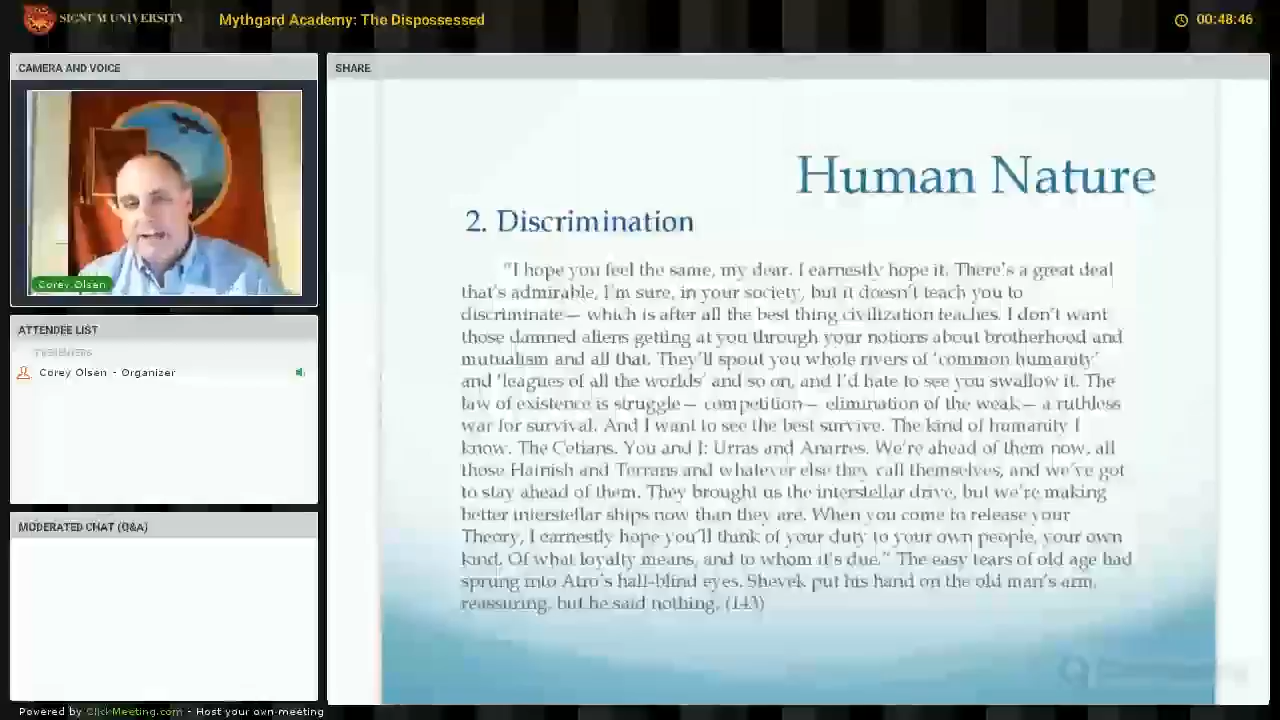 SIGNUM UNIVERSITY
Mythgard Academy: The Dispossessed
00:48:46
CAMERA AND VOICE
Corey Olsen
ATTENDEE LIST
PRESENTERS
Corey Olsen - Organizer
MODERATED CHAT (Q&A)
SHARE
Human Nature
2. Discrimination
"I hope you feel the same, my dear. I earnestly hope it. There's a great deal
that's admirable, I'm sure, in your society, but it doesn't teach you to
discriminate— which is after all the best thing civilization teaches. I don't want
those damned aliens getting at you through your notions about brotherhood and
mutualism and all that. They'll spout you whole rivers of 'common humanity'
and 'leagues of all the worlds' and so on, and I'd hate to see you swallow it. The
law of existence is struggle— competition— elimination of the weak— a ruthless
war for survival. And I want to see the best survive. The kind of humanity I
know. The Cetians. You and I: Urras and Anarres. We're ahead of them now, all
those Hainish and Terrans and whatever else they call themselves, and we've got
to stay ahead of them. They brought us the interstellar drive, but we're making
better interstellar ships now than they are. When you come to release your
Theory, I earnestly hope you'll think of your duty to your own people, your own
kind. Of what loyalty means, and to whom it's due." The easy tears of old age had
sprung into Atro's half-blind eyes. Shevek put his hand on the old man's arm,
reassuring, but he said nothing. (143)
Powered by ClickMeeting.com - Host your own meeting